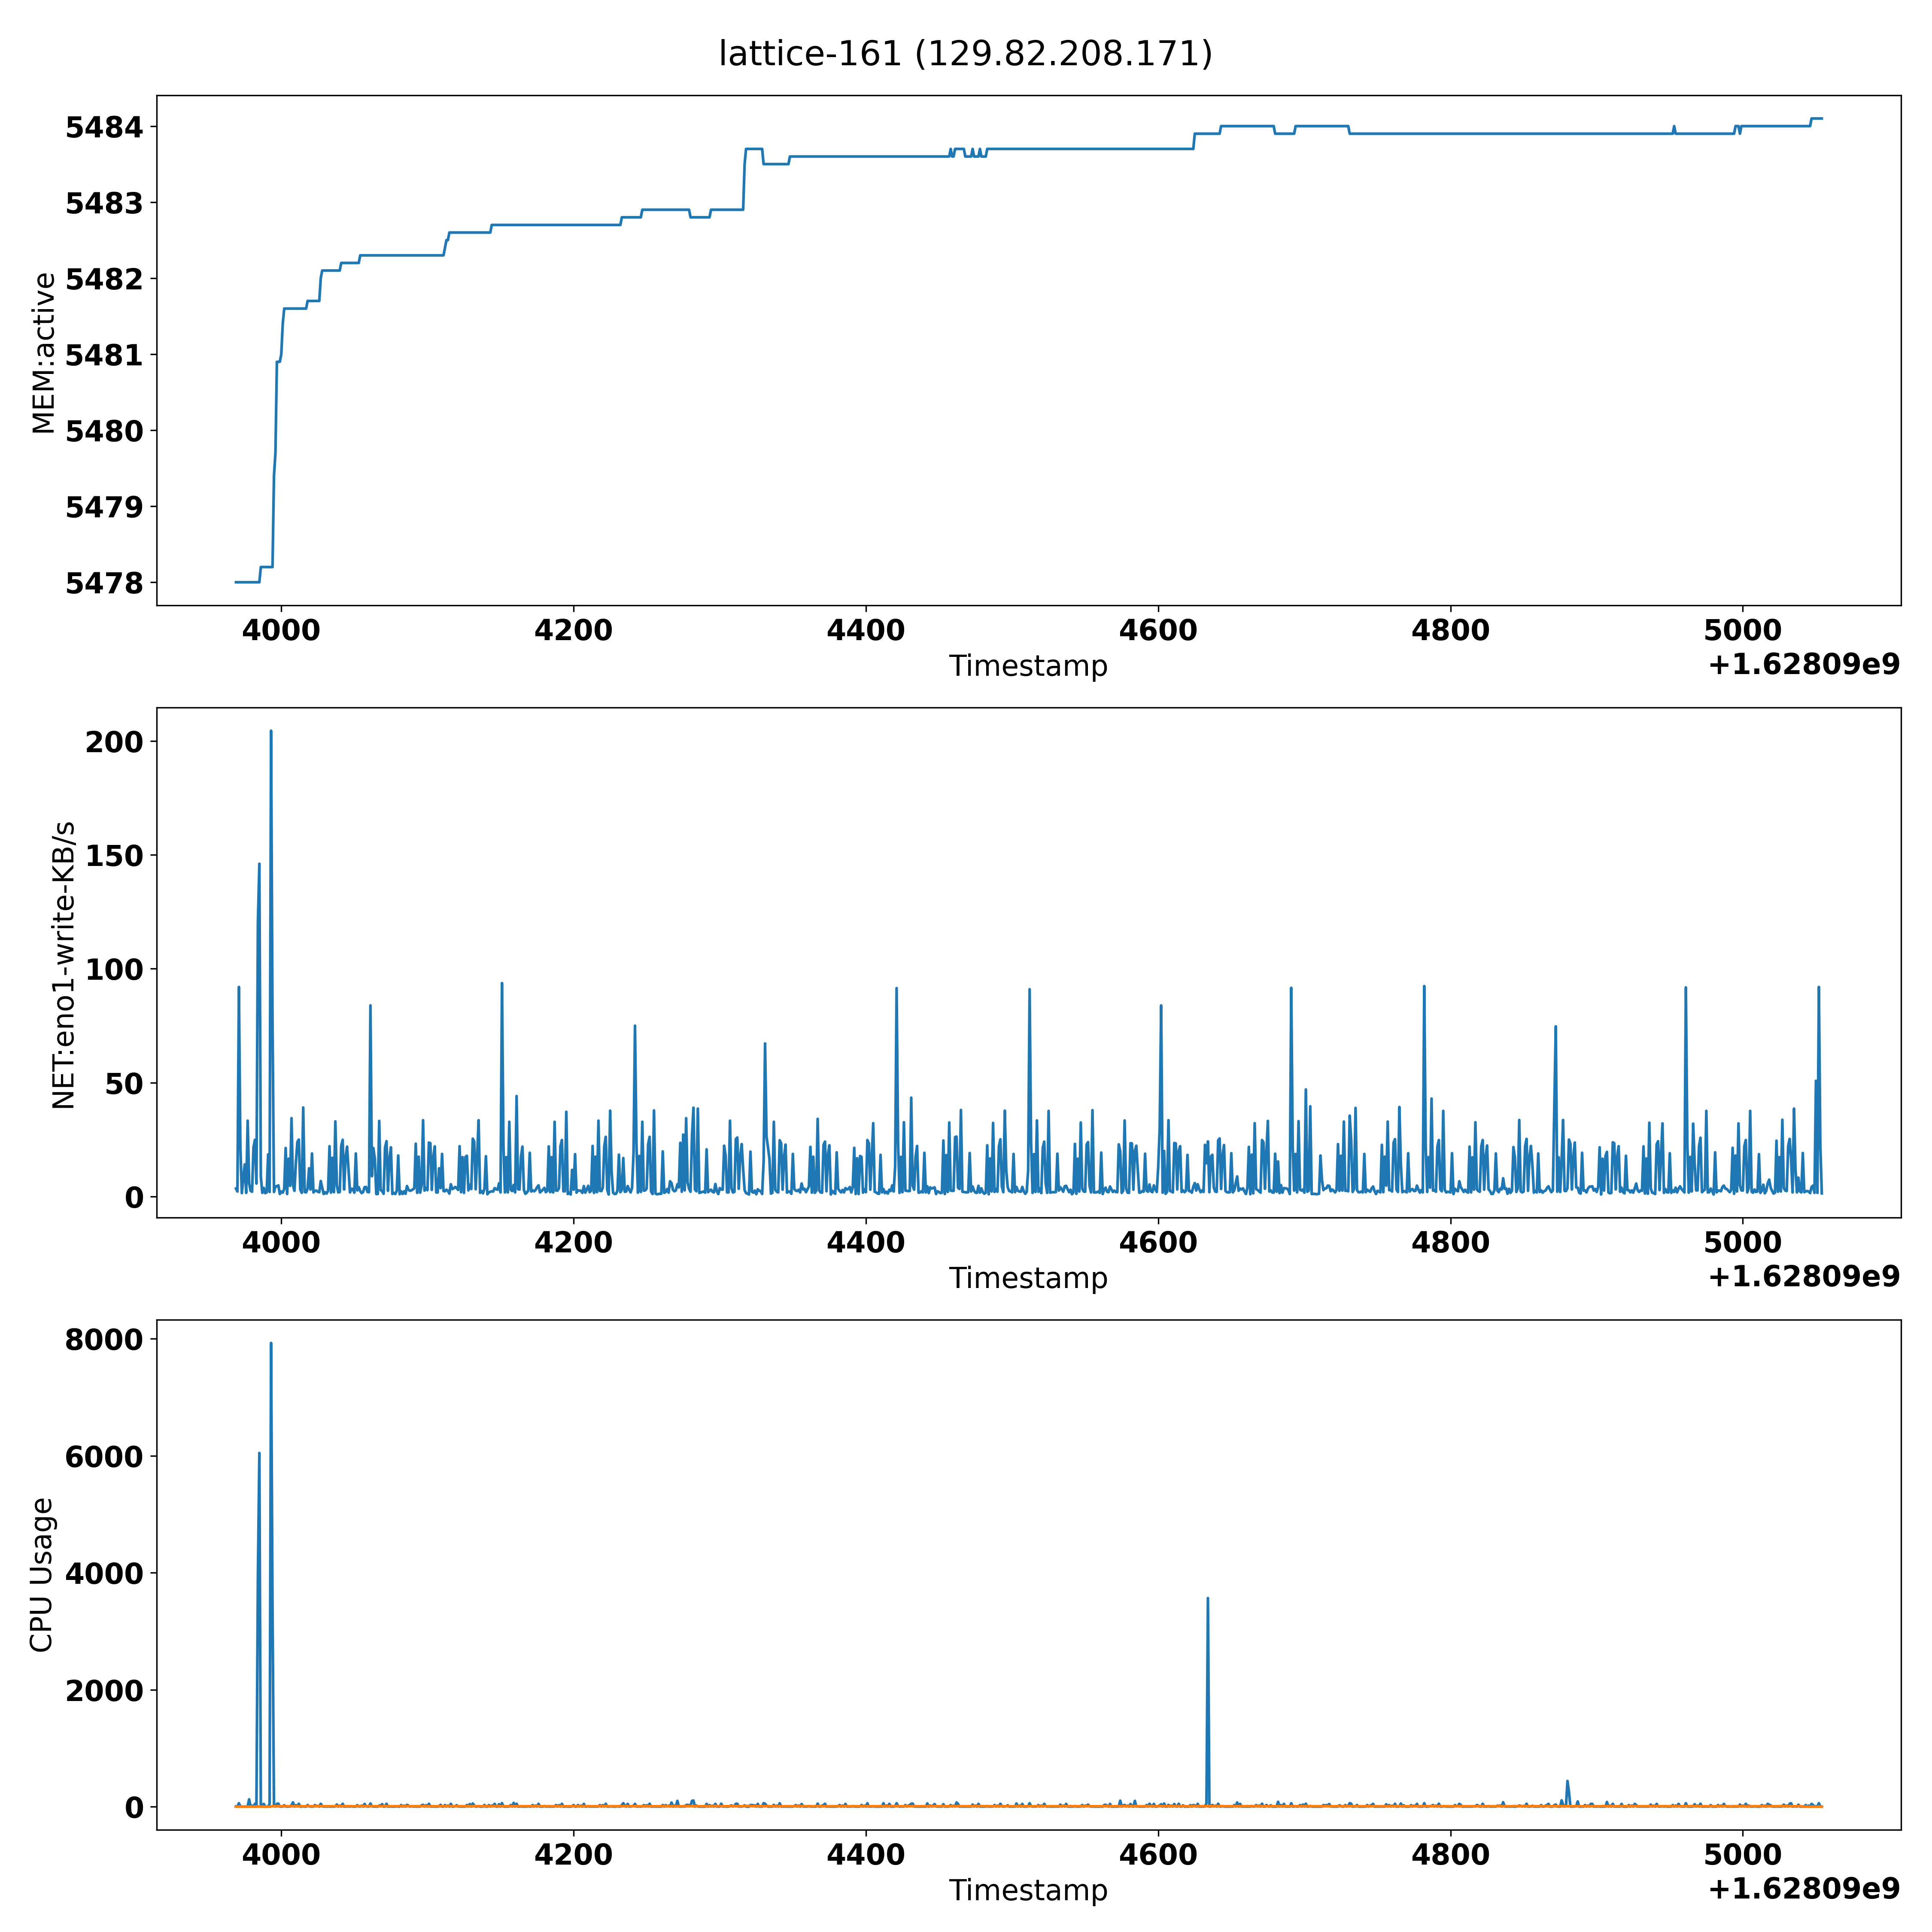 lattice-161 (129.82.208.171)
MEM:active
5484
5483
5482
5481
5480
5479
5478
4000 4200 4400 4600 4800 5000
Timestamp
+1.62809e9
NET:eno1-write-KB/s
200
150
100
50
0
4000 4200 4400 4600 4800 5000
Timestamp
+1.62809e9
CPU Usage
8000
6000
4000
2000
0
4000 4200 4400 4600 4800 5000
Timestamp
+1.62809e9